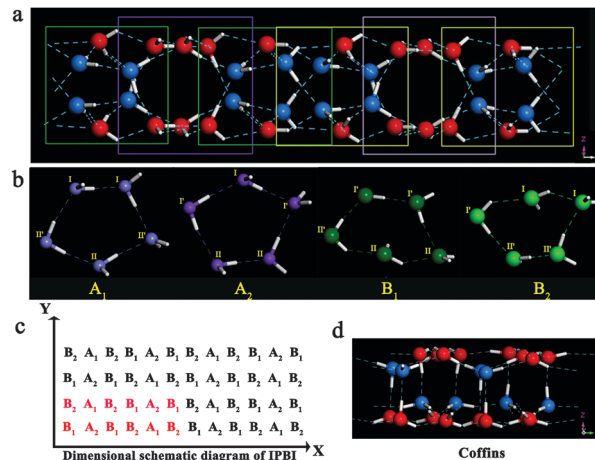 a
Z
b
I I' I I' I' I' I' I
II' II' II II II' II II' II'
A₁ A₂ B₁ B₂
c
Y
B₂ A₁ B₂ B₁ A₂ B₁ B₂ A₁ B₂ B₁ A₂ B₁
B₁ A₂ B₁ B₂ A₁ B₂ B₁ A₂ B₁ B₂ A₁ B₂
B₂ A₁ B₂ B₁ A₂ B₁ B₂ A₁ B₂ B₁ A₂ B₁
B₁ A₂ B₁ B₂ A₁ B₂ B₁ A₂ B₁ B₂ A₁ B₂
X
Dimensional schematic diagram of IPBI
d
Z
Coffins